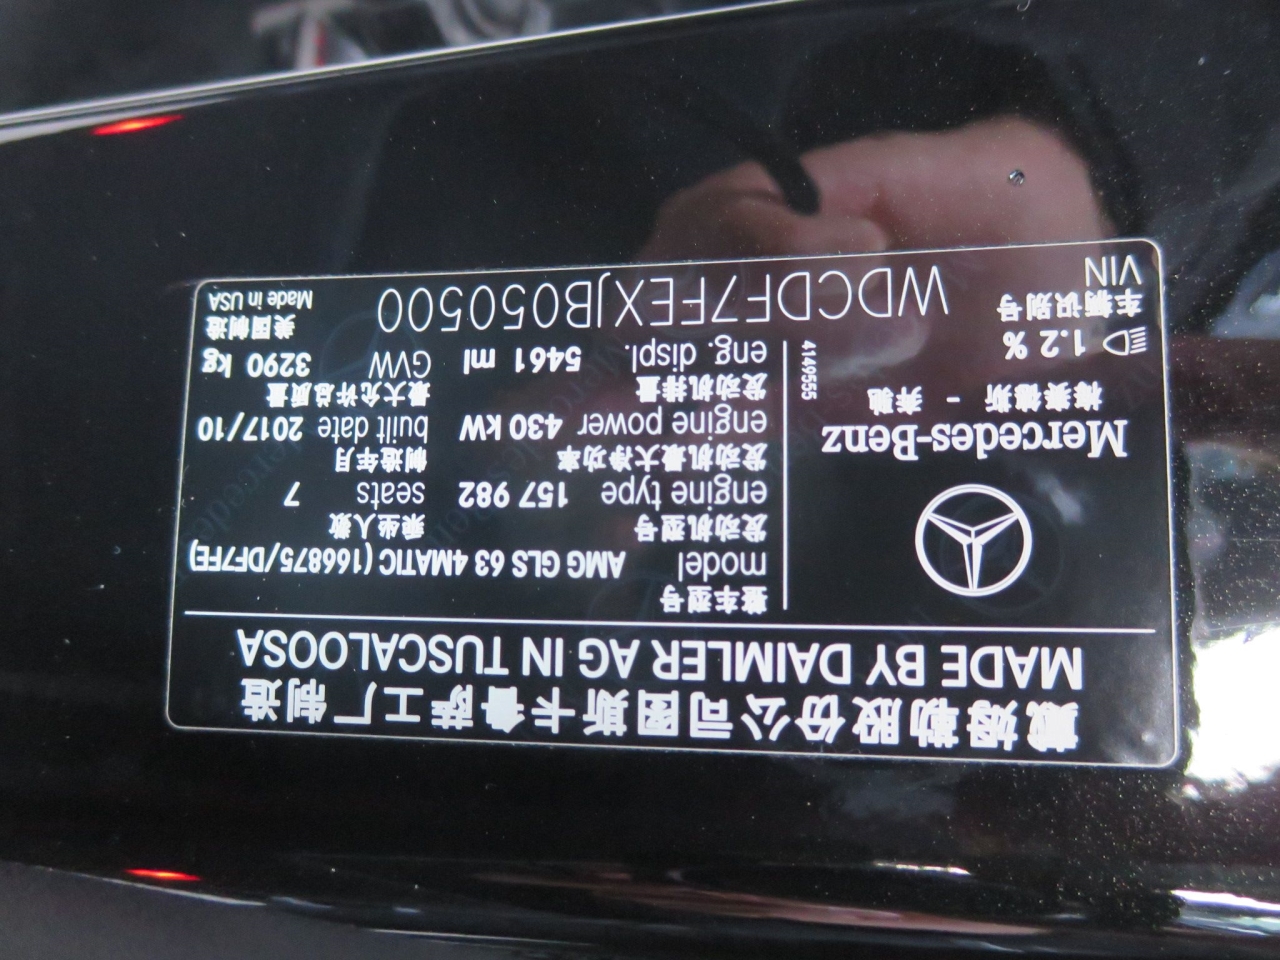 戴姆勒股份公司图斯卡鲁萨工厂制造
MADE BY DAIMLER AG IN TUSCALOOSA
整车型号
model AMG GLS 63 4MATIC (166875/DF7FE)
发动机型号 乘坐人数
engine type 157 982 seats 7
发动机最大净功率 制造年月
engine power 430 kW built date 2017/10
发动机排量 最大允许总质量
eng. displ. 5461 ml GVW 3290 kg
Mercedes-Benz
梅赛德斯 - 奔驰
1.2 %
4149555
车辆识别号 美国制造
VIN WDCDF7FEXJB050500 Made in USA